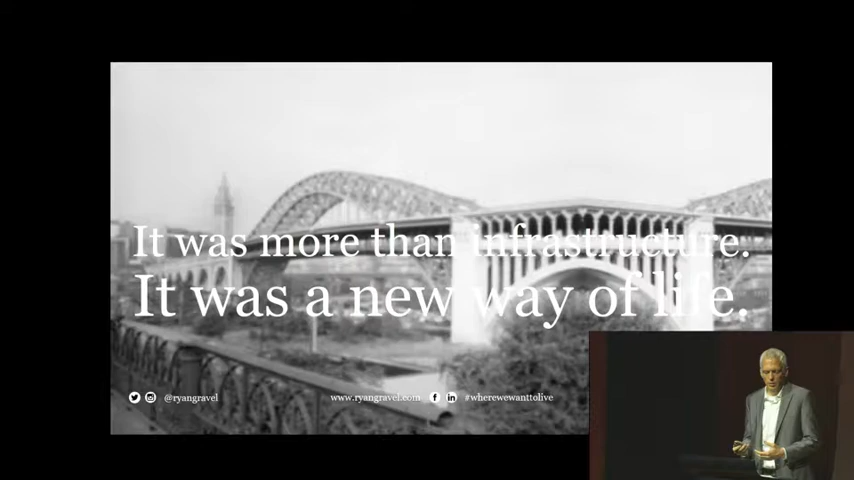 It was more than infrastructure.
It was a new way of life.
@ryangravel www.ryangravel.com #wherewewanttolive